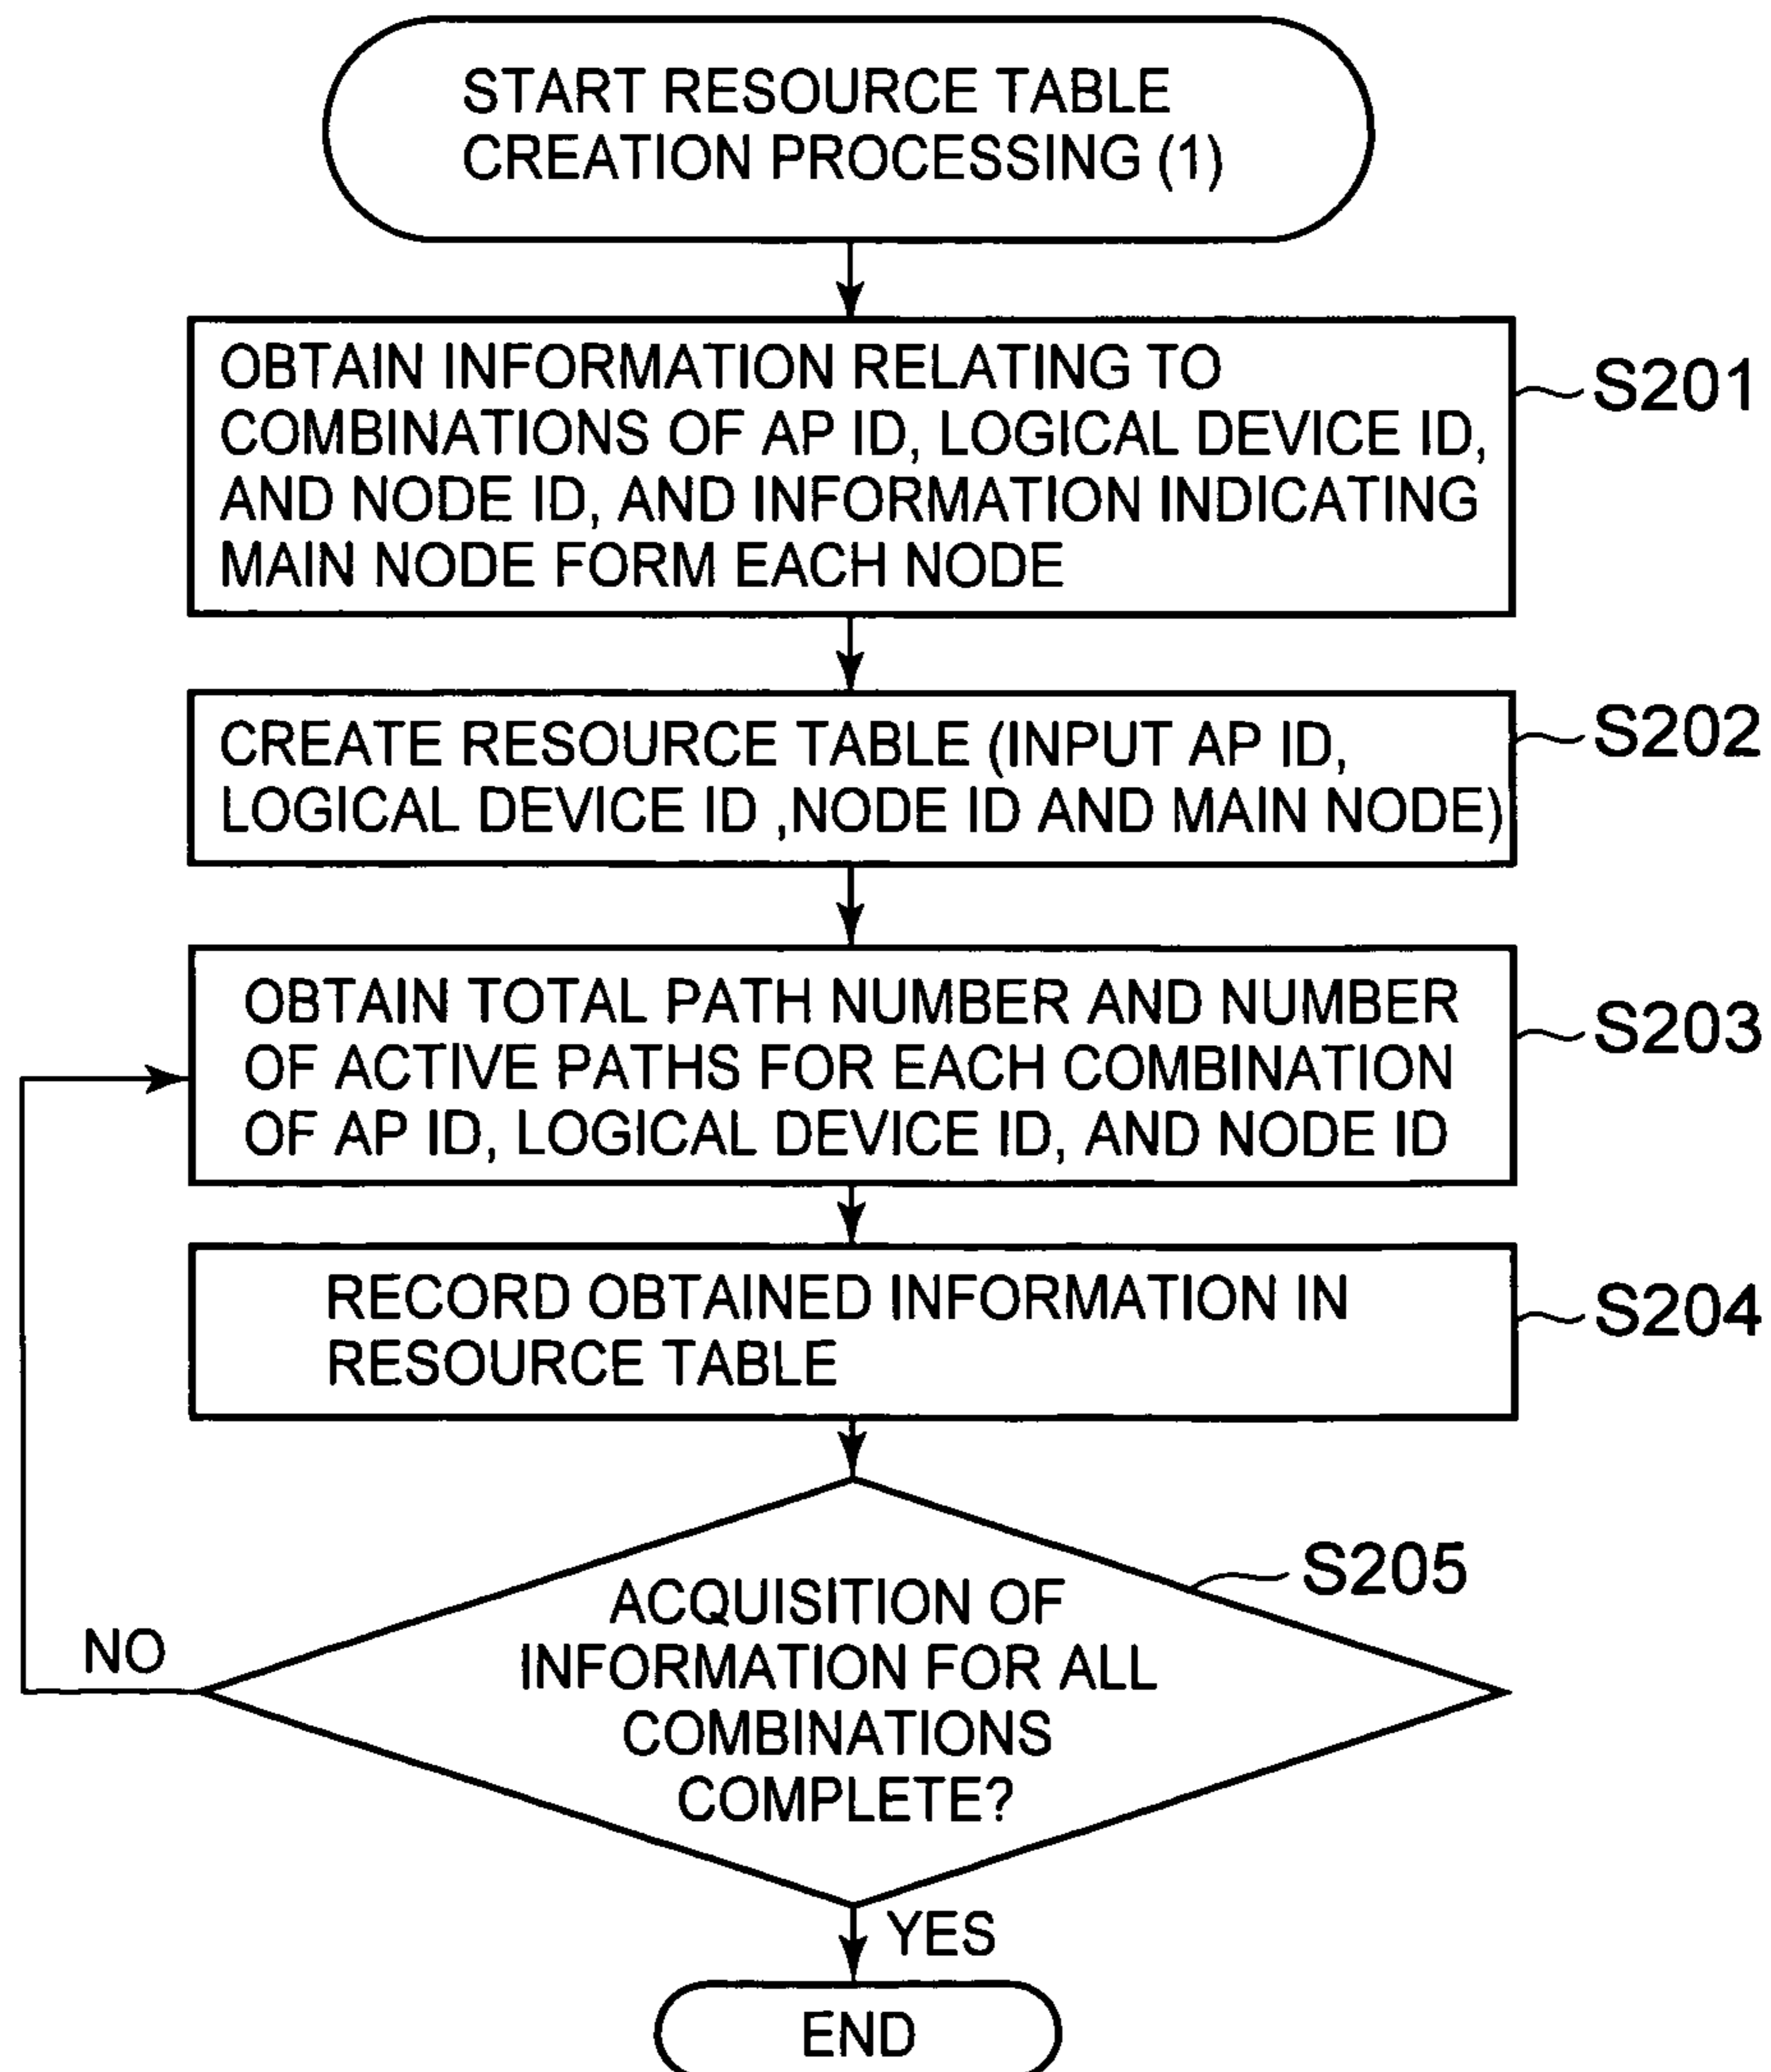 START RESOURCE TABLE
CREATION PROCESSING (1)
OBTAIN INFORMATION RELATING TO
COMBINATIONS OF AP ID, LOGICAL DEVICE ID,
AND NODE ID, AND INFORMATION INDICATING
MAIN NODE FORM EACH NODE
S201
CREATE RESOURCE TABLE (INPUT AP ID,
LOGICAL DEVICE ID ,NODE ID AND MAIN NODE)
S202
OBTAIN TOTAL PATH NUMBER AND NUMBER
OF ACTIVE PATHS FOR EACH COMBINATION
OF AP ID, LOGICAL DEVICE ID, AND NODE ID
S203
RECORD OBTAINED INFORMATION IN
RESOURCE TABLE
S204
ACQUISITION OF
INFORMATION FOR ALL
COMBINATIONS
COMPLETE?
S205
NO
YES
END